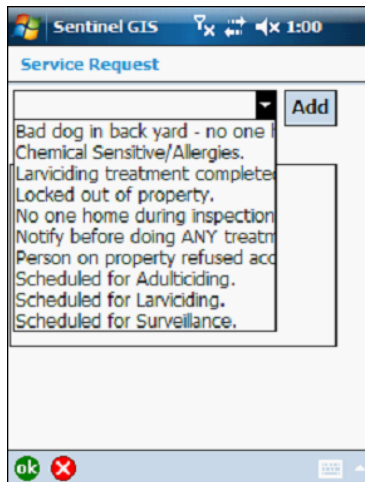 Sentinel GIS 1:00
Service Request
Add
Bad dog in back yard - no one
Chemical Sensitive/Allergies.
Larviciding treatment complete
Locked out of property.
No one home during inspection
Notify before doing ANY treatm
Person on property refused acc
Scheduled for Adulticiding.
Scheduled for Larviciding.
Scheduled for Surveillance.
ok